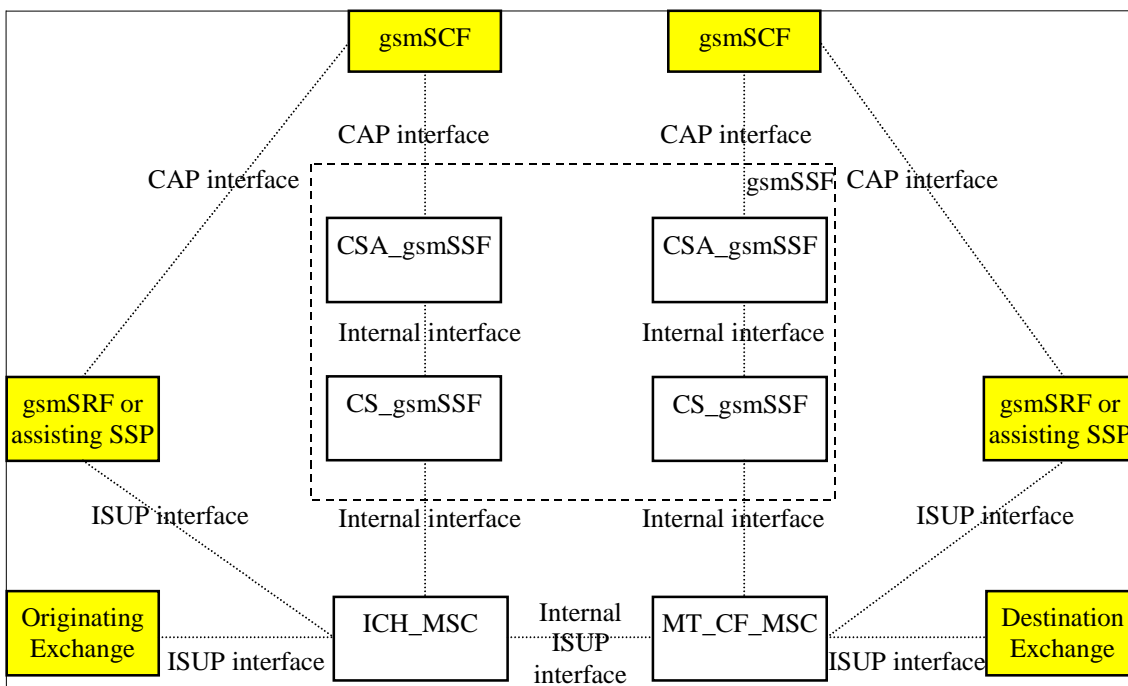 gsmSCF
gsmSCF
CAP interface
CAP interface
CAP interface
gsmSSF
CAP interface
CSA_gsmSSF
CSA_gsmSSF
Internal interface
Internal interface
gsmSRF or
assisting SSP
CS_gsmSSF
CS_gsmSSF
gsmSRF or
assisting SSP
ISUP interface
Internal interface
Internal interface
ISUP interface
Originating
Exchange
ISUP interface
ICH_MSC
Internal
ISUP
interface
MT_CF_MSC
ISUP interface
Destination
Exchange